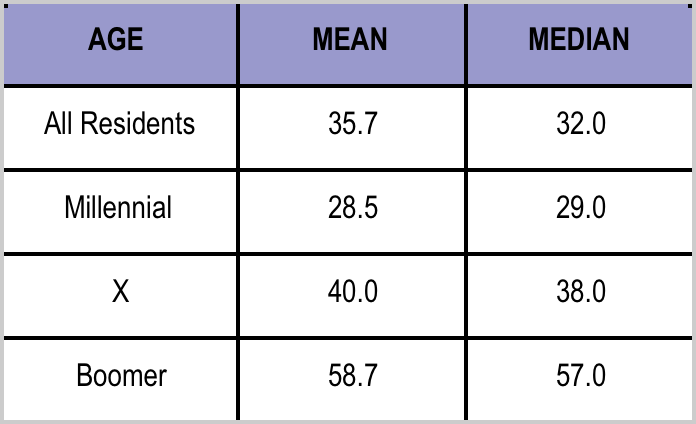 AGE MEAN MEDIAN
All Residents 35.7 32.0
Millennial 28.5 29.0
X 40.0 38.0
Boomer 58.7 57.0